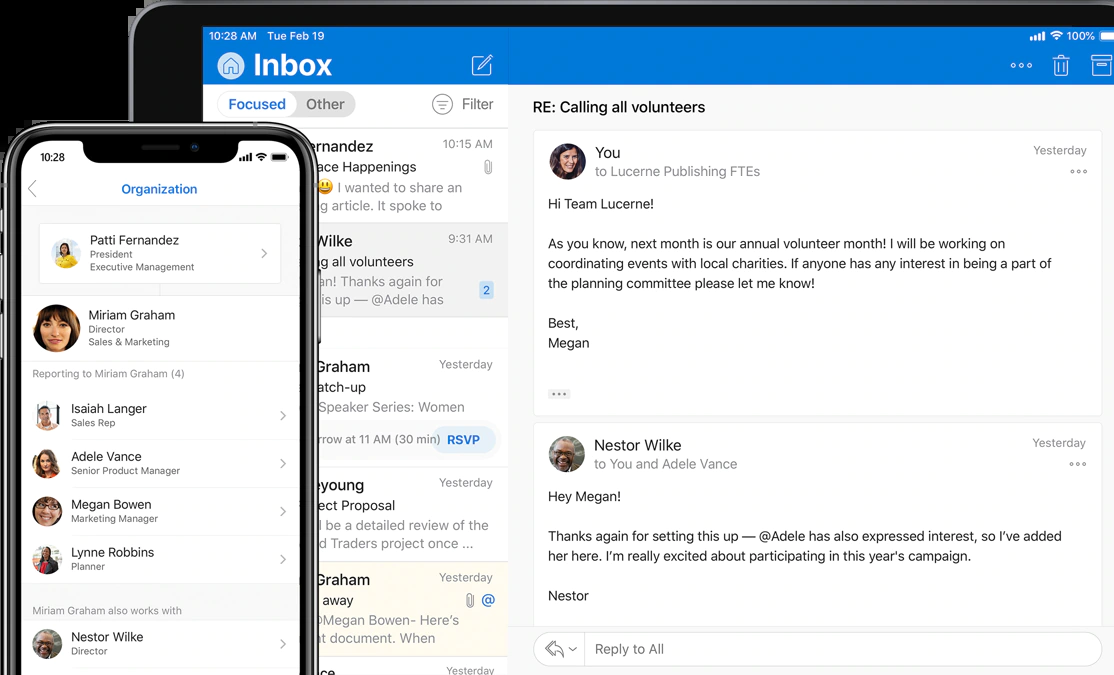 10:28 AM Tue Feb 19
100%
Inbox
Focused Other
Filter
ernandez 10:15 AM
ace Happenings
😃 I wanted to share an
g article. It spoke to
Wilke 9:31 AM
ng all volunteers
an! Thanks again for
is up — @Adele has
2
Graham Yesterday
atch-up
Speaker Series: Women
rrow at 11 AM (30 min) RSVP
eyoung Yesterday
ect Proposal
l be a detailed review of the
d Traders project once ...
Graham Yesterday
away @
Megan Bowen- Here's
nt document. When
ce Yesterday
RE: Calling all volunteers
You Yesterday
to Lucerne Publishing FTEs
Hi Team Lucerne!
As you know, next month is our annual volunteer month! I will be working on
coordinating events with local charities. If anyone has any interest in being a part of
the planning committee please let me know!
Best,
Megan
Nestor Wilke Yesterday
to You and Adele Vance
Hey Megan!
Thanks again for setting this up — @Adele has also expressed interest, so I've added
her here. I'm really excited about participating in this year's campaign.
Nestor
Reply to All
10:28
Organization
Patti Fernandez
President
Executive Management
Miriam Graham
Director
Sales & Marketing
Reporting to Miriam Graham (4)
Isaiah Langer
Sales Rep
Adele Vance
Senior Product Manager
Megan Bowen
Marketing Manager
Lynne Robbins
Planner
Miriam Graham also works with
Nestor Wilke
Director